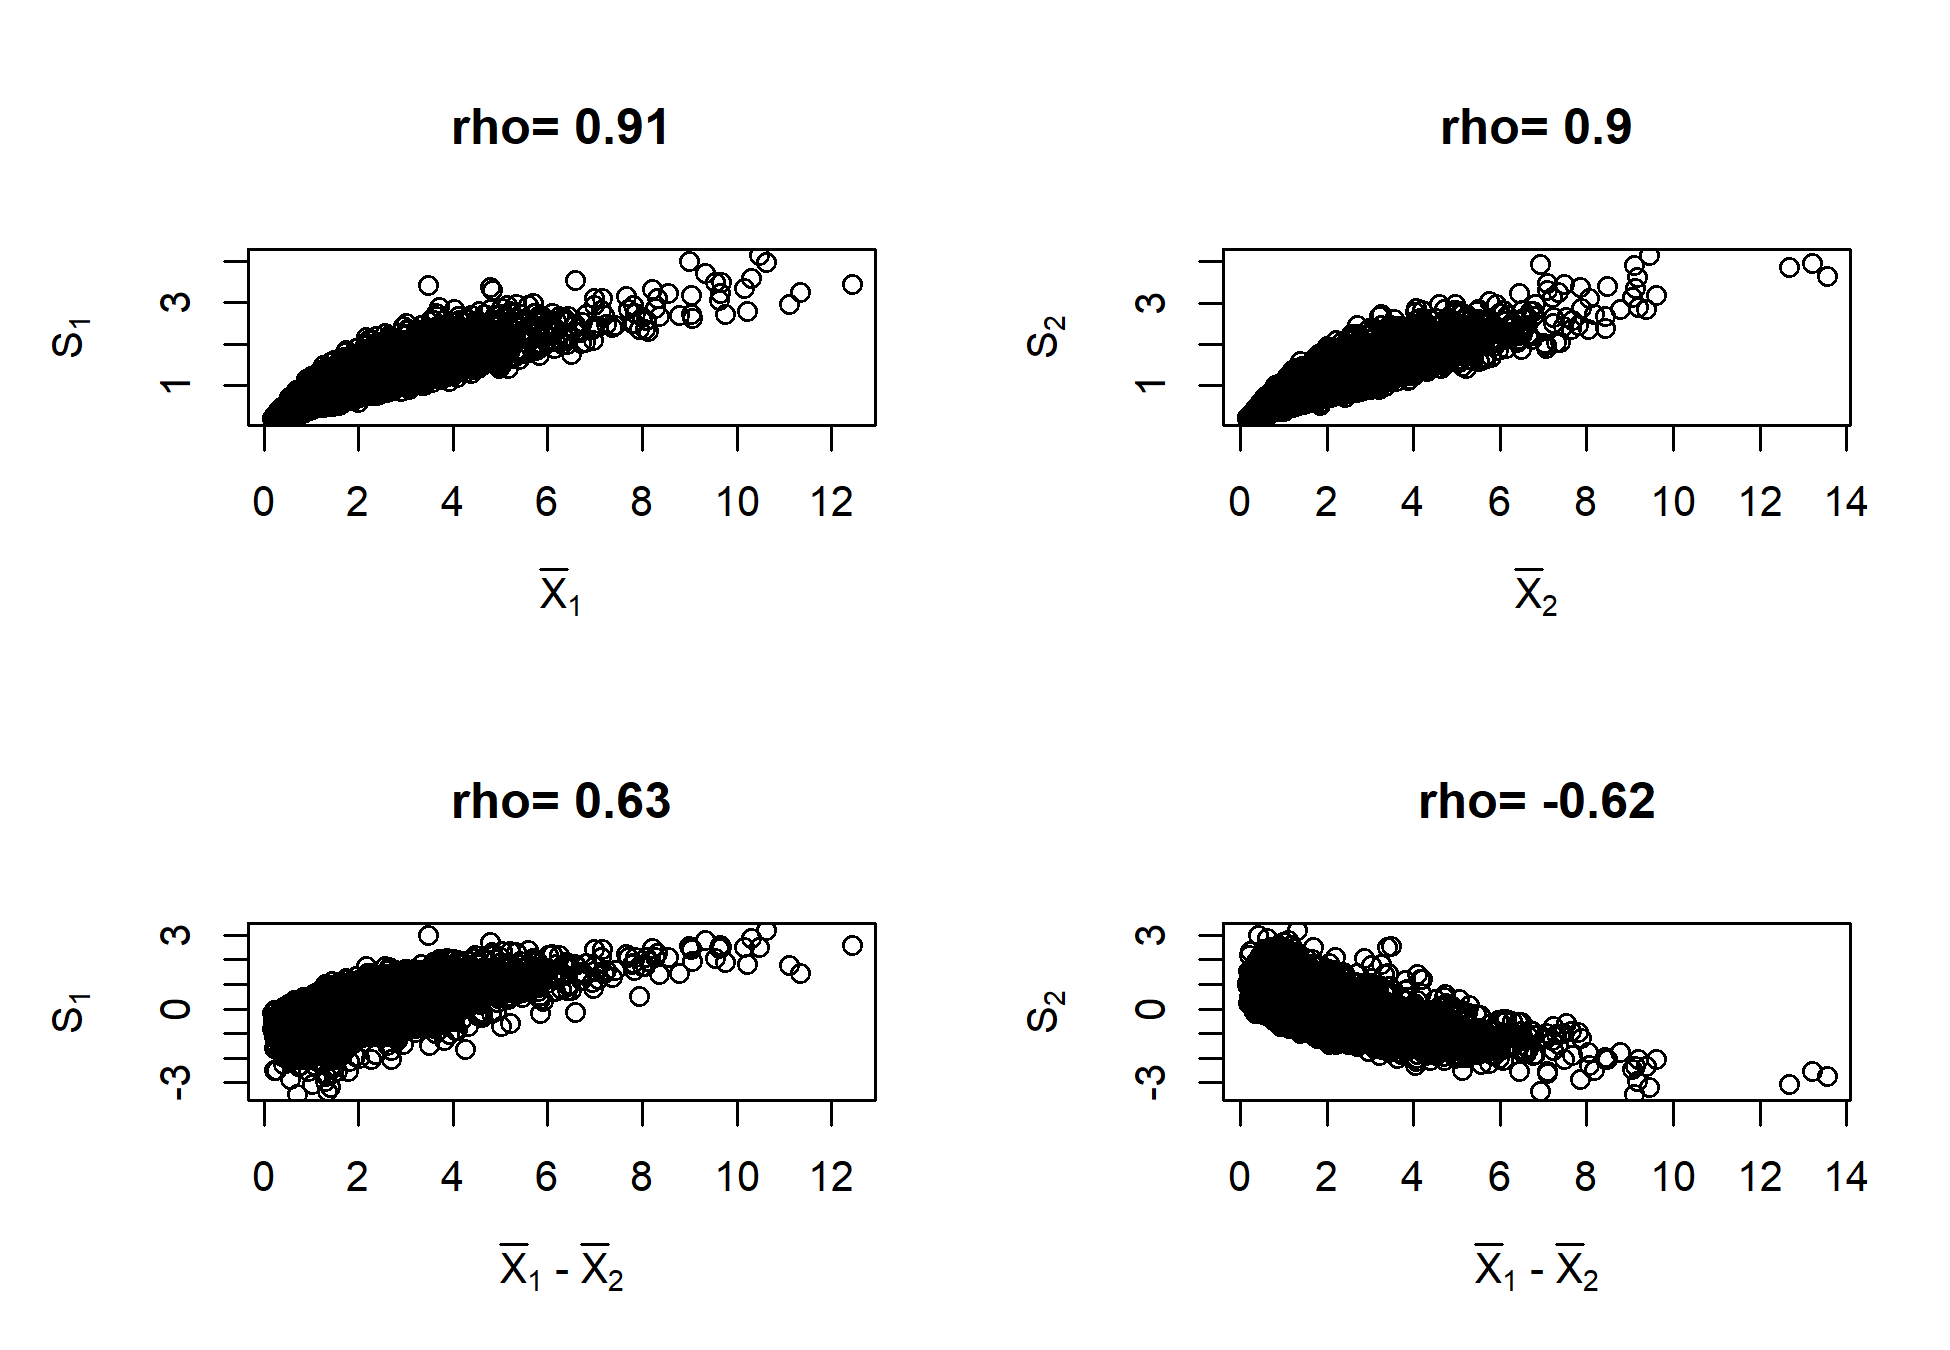 rho= 0.91
S₁
1 3
0 2 4 6 8 10 12
X̅₁
rho= 0.9
S₂
1 3
0 2 4 6 8 10 12 14
X̅₂
rho= 0.63
S₁
-3 0 3
0 2 4 6 8 10 12
X̅₁ - X̅₂
rho= -0.62
S₂
-3 0 3
0 2 4 6 8 10 12 14
X̅₁ - X̅₂